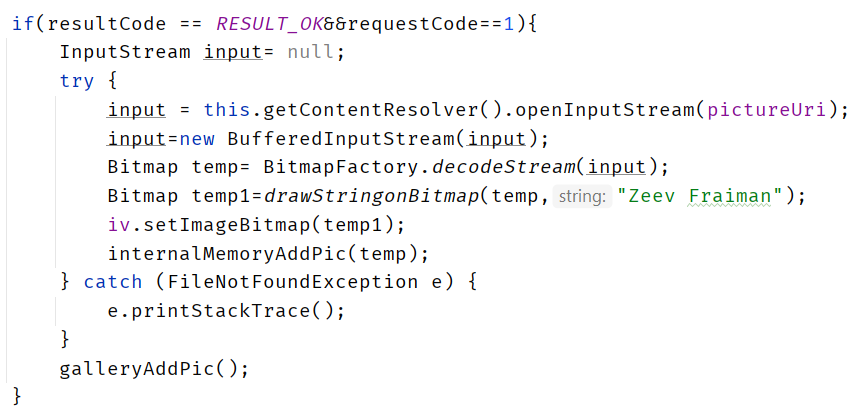 if(resultCode == RESULT_OK&&requestCode==1){
    InputStream input= null;
    try {
        input = this.getContentResolver().openInputStream(pictureUri);
        input=new BufferedInputStream(input);
        Bitmap temp= BitmapFactory.decodeStream(input);
        Bitmap temp1=drawStringonBitmap(temp, string: "Zeev Fraiman");
        iv.setImageBitmap(temp1);
        internalMemoryAddPic(temp);
    } catch (FileNotFoundException e) {
        e.printStackTrace();
    }
    galleryAddPic();
}